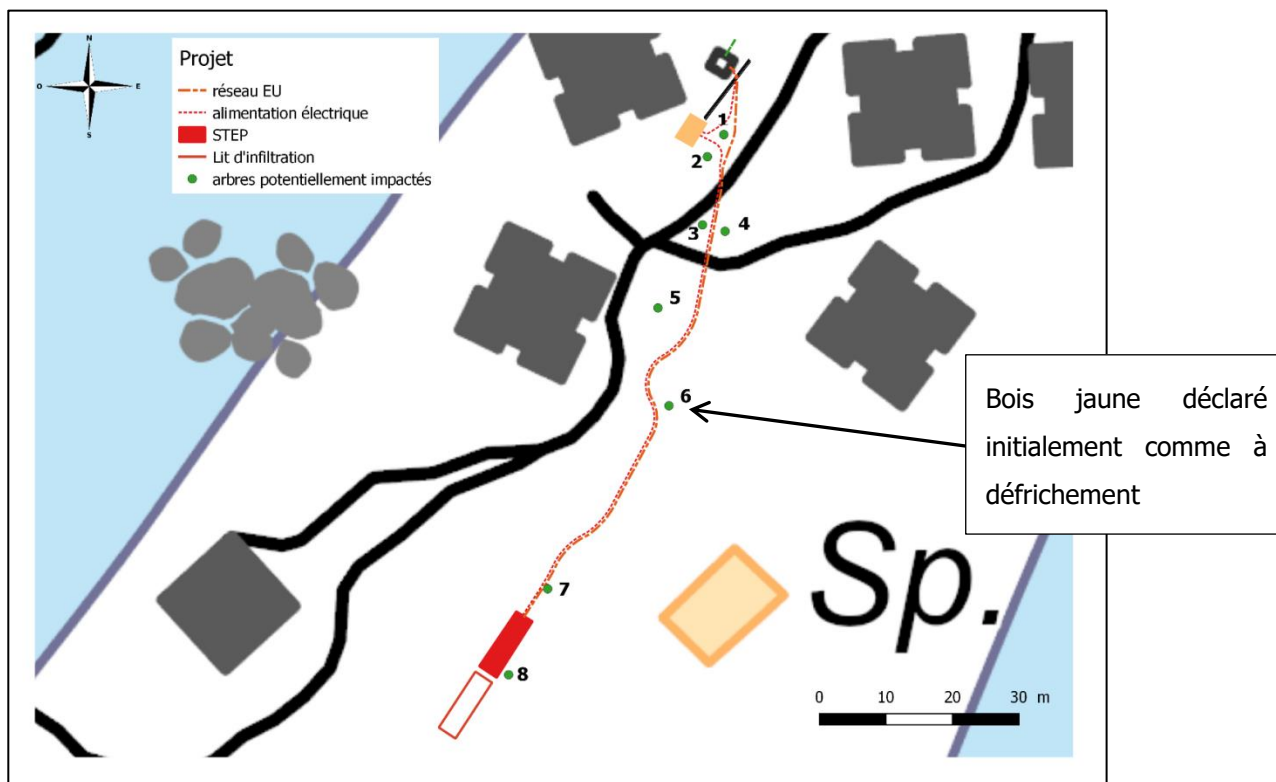 N
O
E
S
Projet
réseau EU
alimentation électrique
STEP
Lit d'infiltration
arbres potentiellement impactés
1
2
3
4
5
6
Bois jaune déclaré
initialement comme à
défrichement
7
8
Sp.
0 10 20 30 m